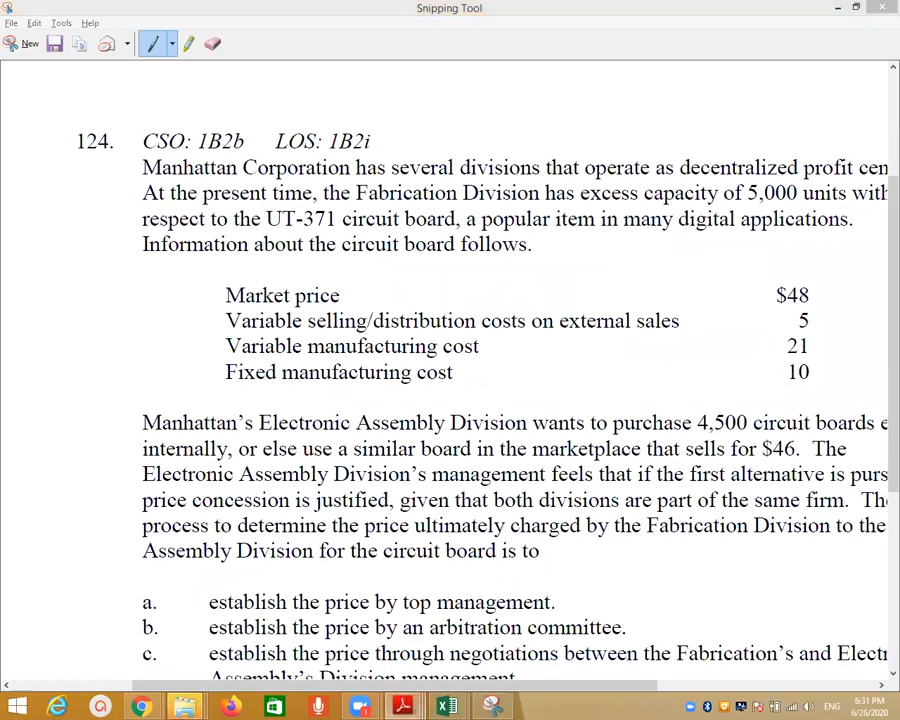 Snipping Tool
File Edit Tools Help
New
124. CSO: 1B2b LOS: 1B2i
Manhattan Corporation has several divisions that operate as decentralized profit cen
At the present time, the Fabrication Division has excess capacity of 5,000 units with
respect to the UT-371 circuit board, a popular item in many digital applications.
Information about the circuit board follows.
Market price $48
Variable selling/distribution costs on external sales 5
Variable manufacturing cost 21
Fixed manufacturing cost 10
Manhattan's Electronic Assembly Division wants to purchase 4,500 circuit boards e
internally, or else use a similar board in the marketplace that sells for $46. The
Electronic Assembly Division's management feels that if the first alternative is purs
price concession is justified, given that both divisions are part of the same firm. Th
process to determine the price ultimately charged by the Fabrication Division to the
Assembly Division for the circuit board is to
a. establish the price by top management.
b. establish the price by an arbitration committee.
c. establish the price through negotiations between the Fabrication's and Electr
Assembly's Division management.
6:31 PM
ENG
6/26/2020